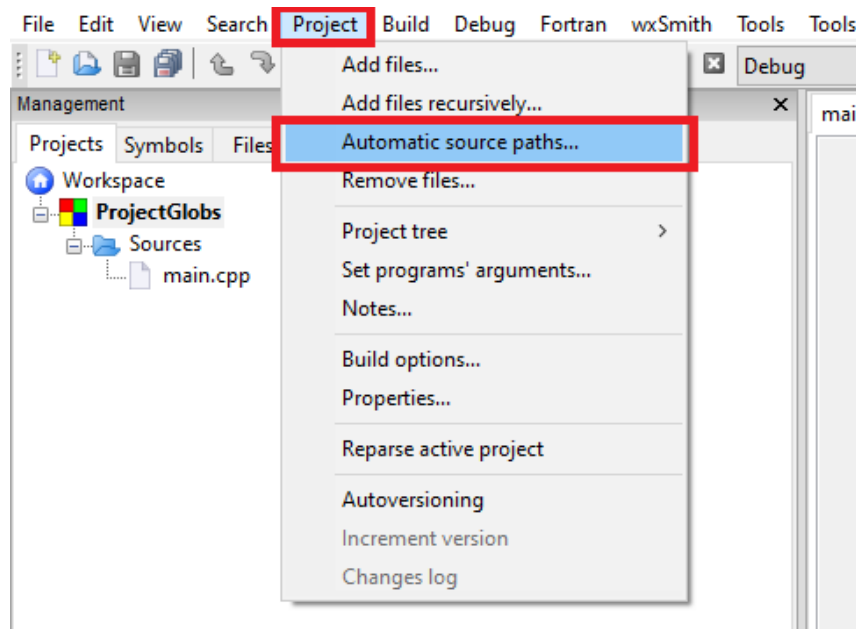 File Edit View Search Project Build Debug Fortran wxSmith Tools Tools
Debug
Management
Projects Symbols Files
Workspace
ProjectGlobs
Sources
main.cpp
Add files...
Add files recursively...
Automatic source paths...
Remove files...
Project tree
Set programs' arguments...
Notes...
Build options...
Properties...
Reparse active project
Autoversioning
Increment version
Changes log
mai